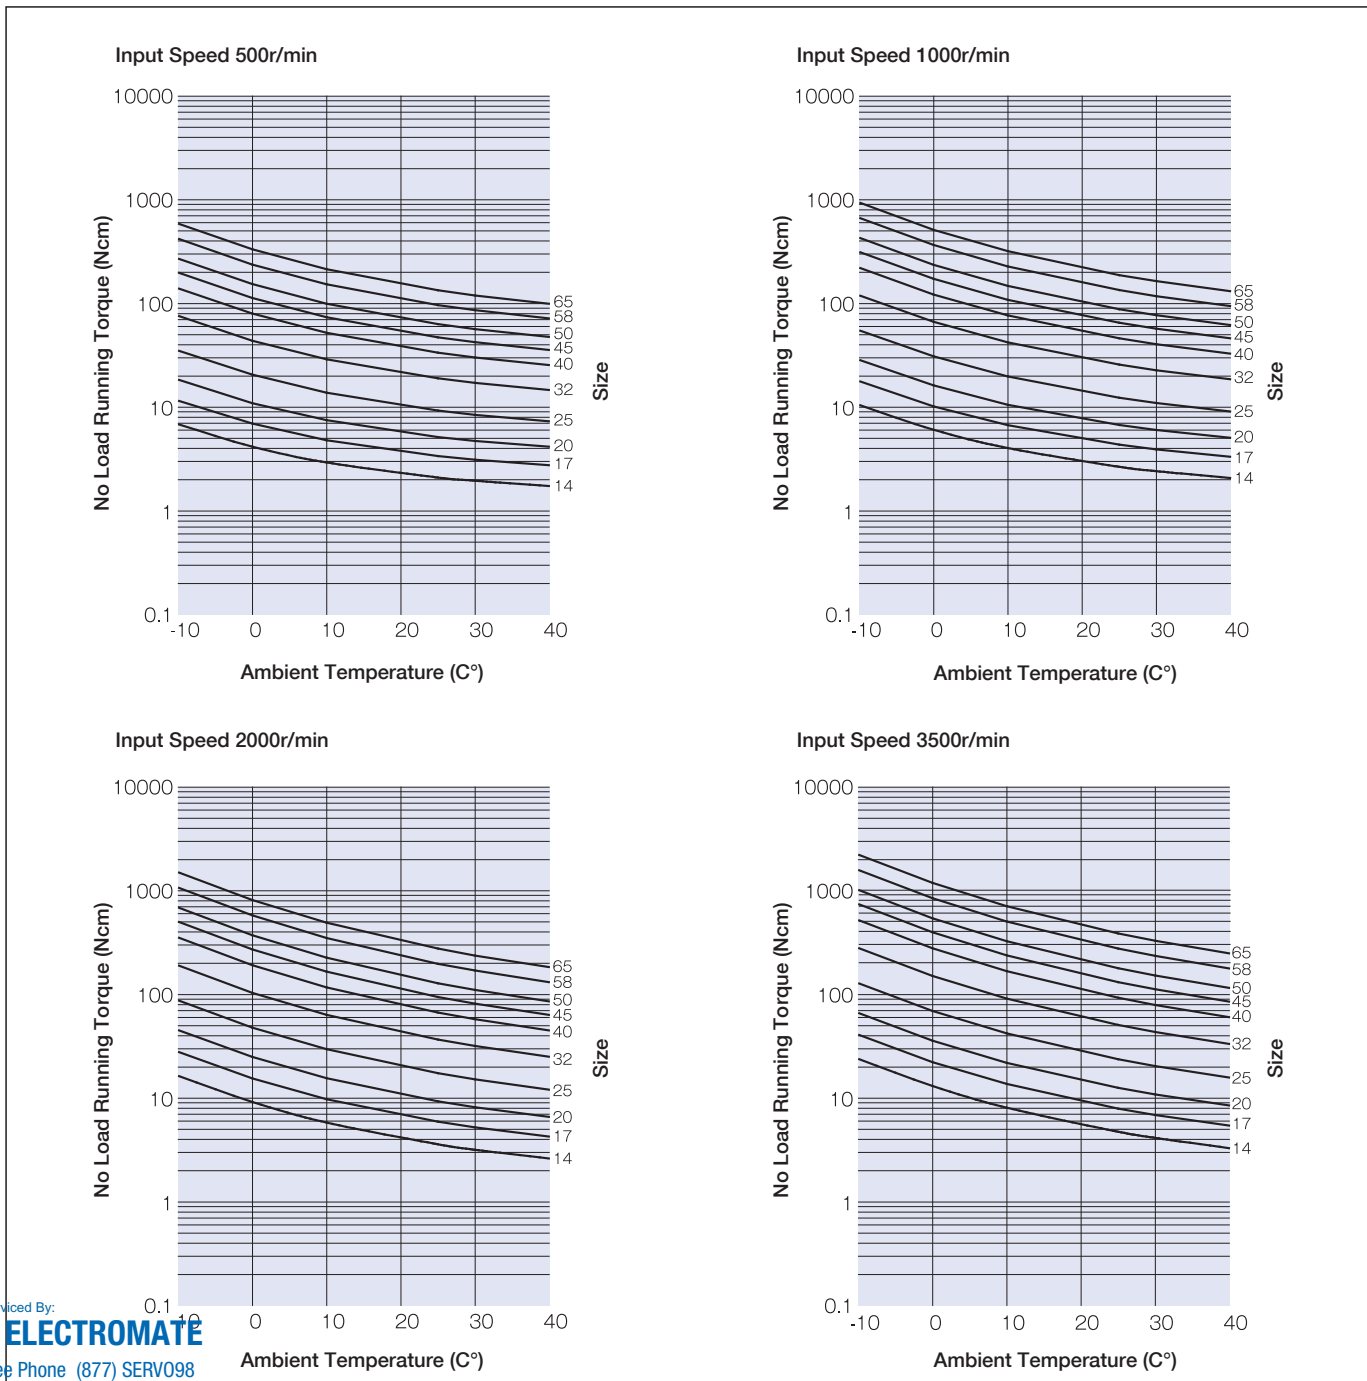 Input Speed 500r/min
10000
1000
100
10
1
0.1
-10 0 10 20 30 40
No Load Running Torque (Ncm)
Ambient Temperature (C°)
65
58
50
45
40
32
25
20
17
14
Size
Input Speed 1000r/min
10000
1000
100
10
1
0.1
-10 0 10 20 30 40
No Load Running Torque (Ncm)
Ambient Temperature (C°)
65
58
50
45
40
32
25
20
17
14
Size
Input Speed 2000r/min
10000
1000
100
10
1
0.1
-10 0 10 20 30 40
No Load Running Torque (Ncm)
Ambient Temperature (C°)
65
58
50
45
40
32
25
20
17
14
Size
Input Speed 3500r/min
10000
1000
100
10
1
0.1
-10 0 10 20 30 40
No Load Running Torque (Ncm)
Ambient Temperature (C°)
65
58
50
45
40
32
25
20
17
14
Size
viced By:
ELECTROMATE
ee Phone (877) SERVO98